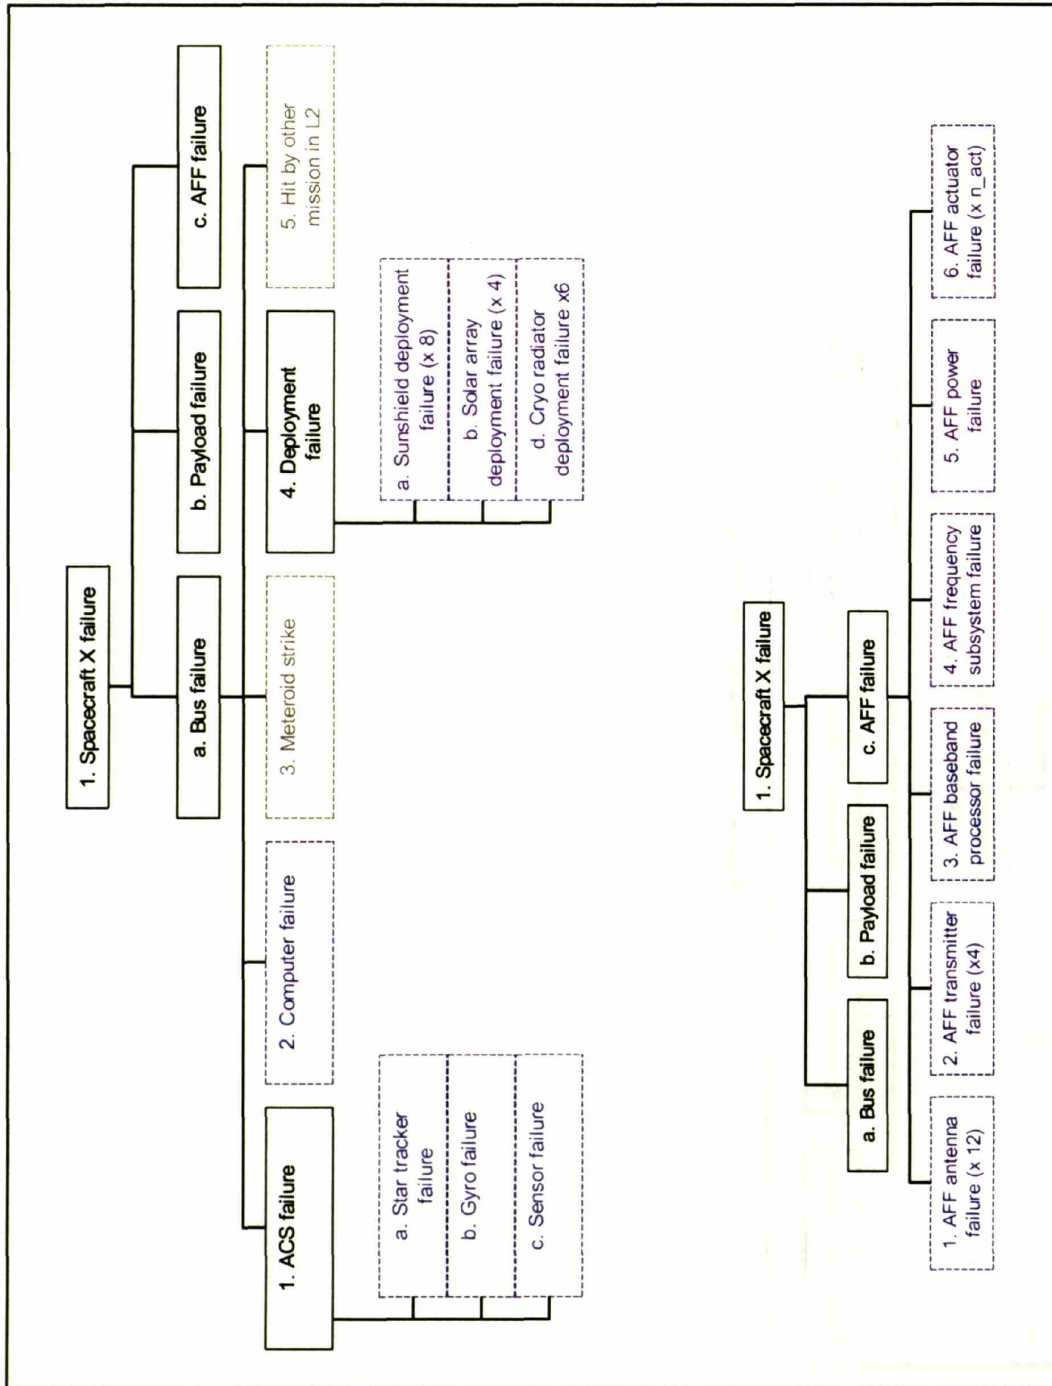 1. Spacecraft X failure
a. Bus failure
b. Payload failure
c. AFF failure
1. ACS failure
2. Computer failure
3. Meteroid strike
4. Deployment
failure
5. Hit by other
mission in L2
a. Star tracker
failure
b. Gyro failure
c. Sensor failure
a. Sunshield deployment
failure (x 8)
b. Solar array
deployment failure (x 4)
d. Cryo radiator
deployment failure x6
1. Spacecraft X failure
a. Bus failure
b. Payload failure
c. AFF failure
1. AFF antenna
failure (x 12)
2. AFF transmitter
failure (x4)
3. AFF baseband
processor failure
4. AFF frequency
subsystem failure
5. AFF power
failure
6. AFF actuator
failure (x n_act)